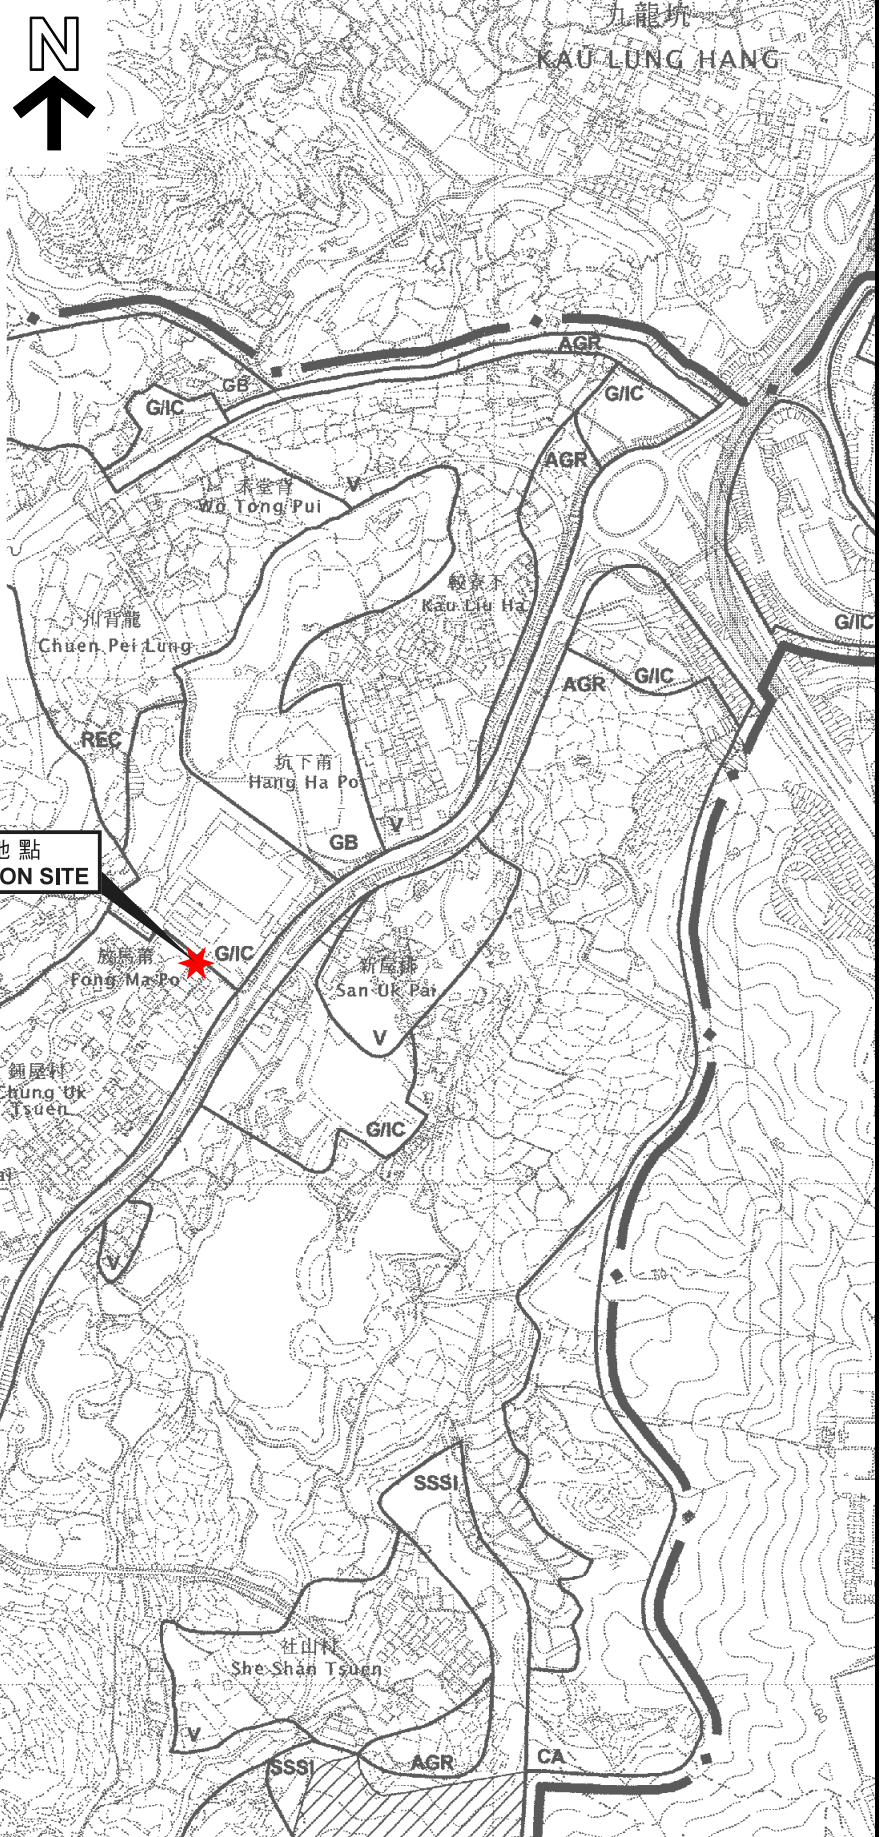 N
九龍坑
KAU LUNG HANG
AGR
GB
G/IC
G/IC
AGR
V
禾堂背
Wo Tong Pui
較寮下
Kau Liu Ha
川背龍
Chuen Pei Lung
G/IC
AGR
G/IC
REC
坑下莆
Hang Ha Po
V
GB
地點
ON SITE
G/IC
放馬莆
Fong Ma Po
新屋排
San Uk Pai
V
鍾屋村
Chung Uk
Tsuen
G/IC
V
SSSI
社山村
She Shan Tsuen
V
SSSI
AGR
CA